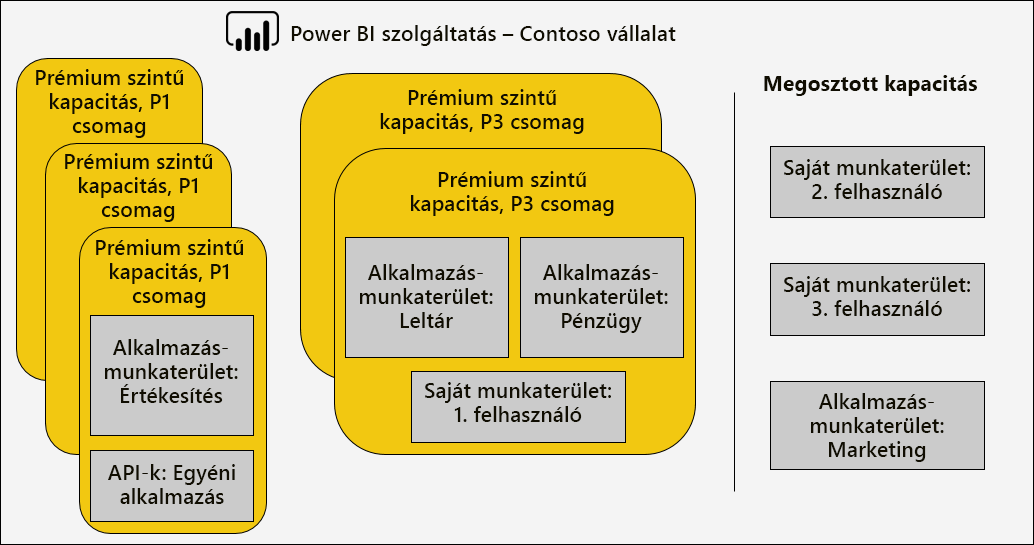 Power BI szolgáltatás – Contoso vállalat
Prémium szintű
kapacitás, P1
csomag
Prémium szintű
kapacitás, P1
csomag
Prémium szintű
kapacitás, P1
csomag
Alkalmazás-
munkaterület:
Értékesítés
API-k: Egyéni
alkalmazás
Prémium szintű
kapacitás, P3 csomag
Prémium szintű
kapacitás, P3 csomag
Alkalmazás-
munkaterület:
Leltár
Alkalmazás-
munkaterület:
Pénzügy
Saját munkaterület:
1. felhasználó
Megosztott kapacitás
Saját munkaterület:
2. felhasználó
Saját munkaterület:
3. felhasználó
Alkalmazás-
munkaterület:
Marketing